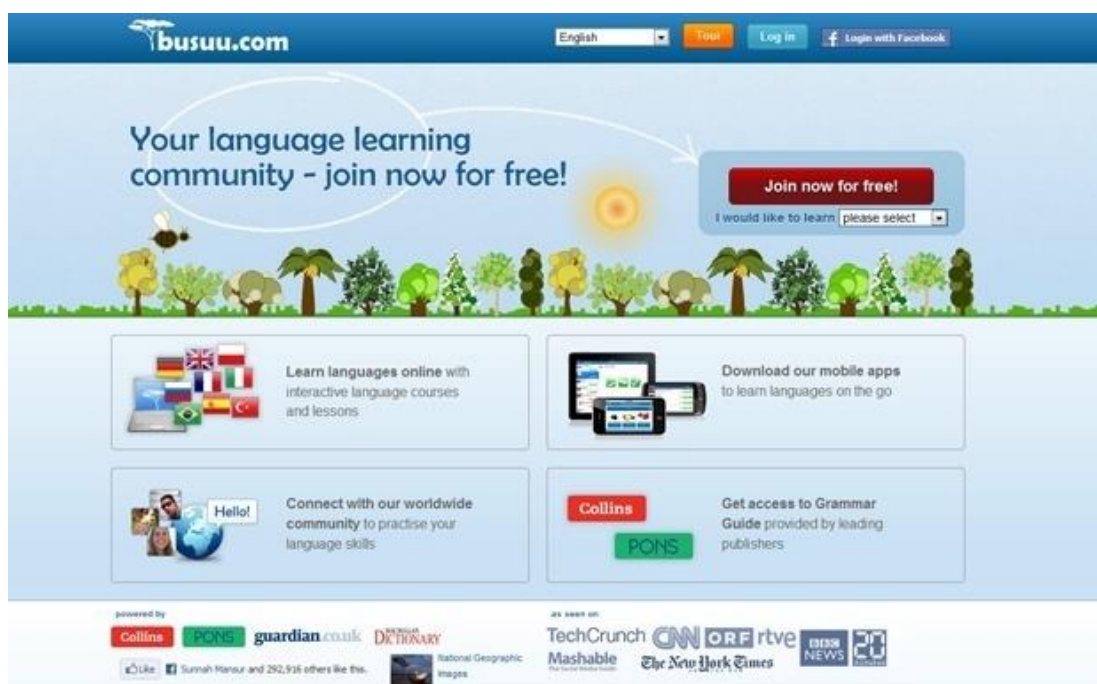 busuu.com
English
Tour
Log in
f Login with Facebook
Your language learning
community - join now for free!
Join now for free!
I would like to learn please select
Learn languages online with
interactive language courses
and lessons
Download our mobile apps
to learn languages on the go
Hello!
Connect with our worldwide
community to practise your
language skills
Collins
PONS
Get access to Grammar
Guide provided by leading
publishers
powered by
Collins
PONS
guardian.co.uk
MACMILLAN
DICTIONARY
Like
f Sunnah Mansur and 292,916 others like this.
National Geographic
Images
as seen on
TechCrunch
CNN
ORF
rtve
BBC
NEWS
20
Mashable
The New York Times